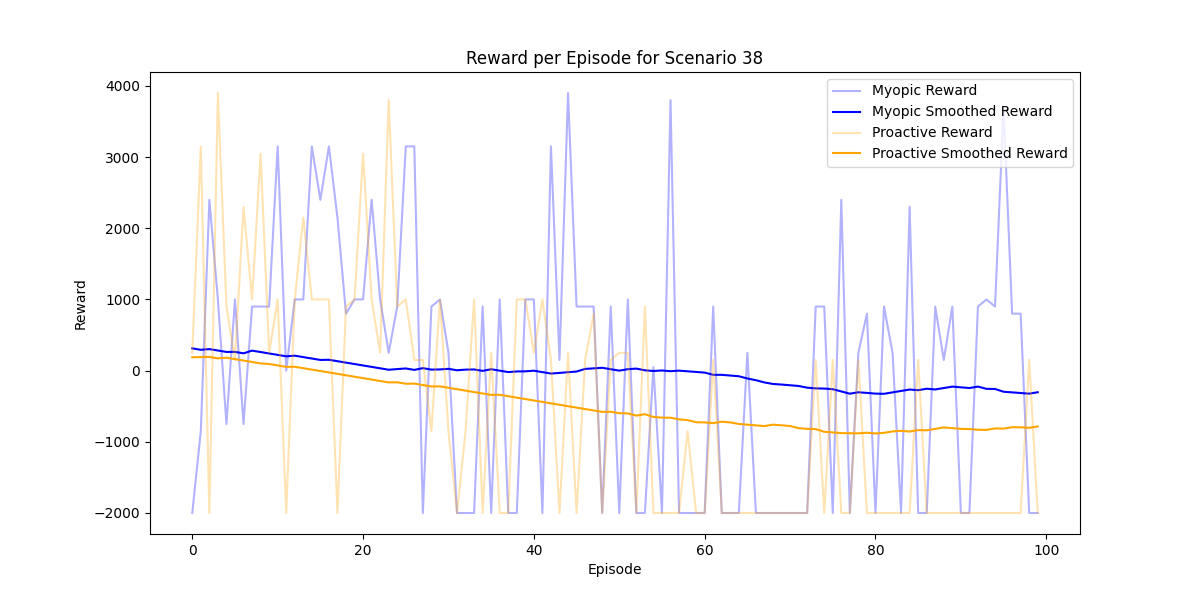 Reward per Episode for Scenario 38
Myopic Reward
Myopic Smoothed Reward
Proactive Reward
Proactive Smoothed Reward
4000
3000
2000
1000
0
−1000
−2000
Reward
0 20 40 60 80 100
Episode